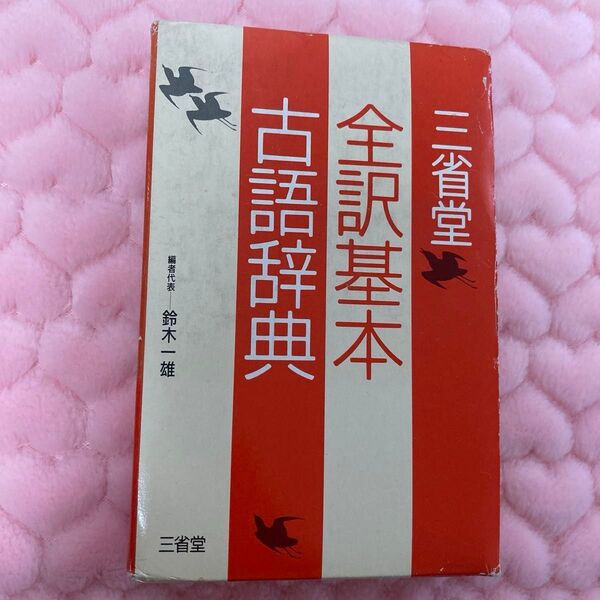 三省堂
全訳基本
古語辞典
編者代表―鈴木一雄
三省堂